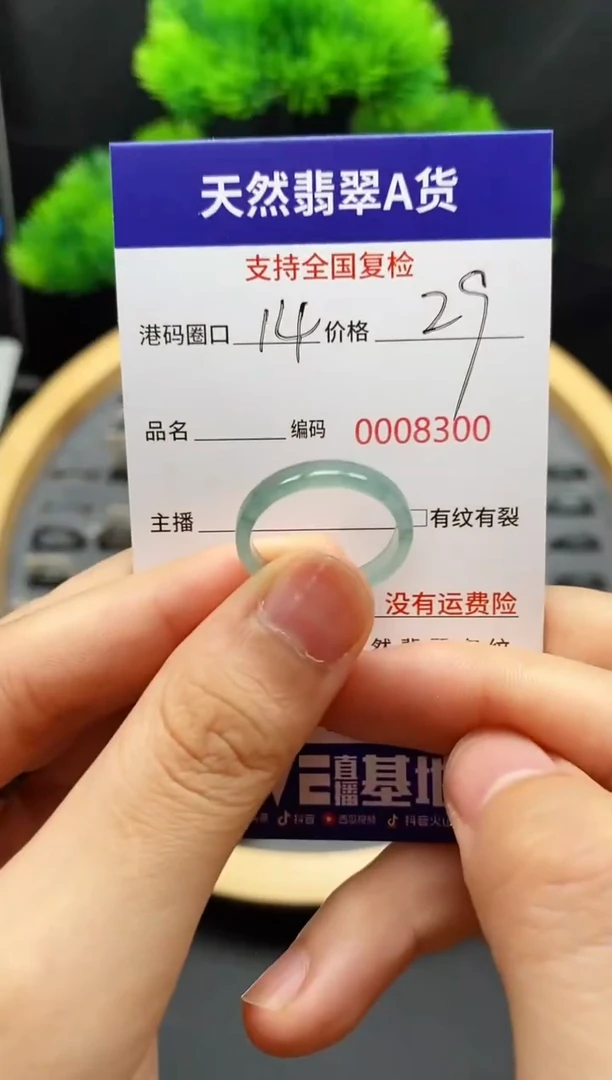 天然翡翠A货
支持全国复检
港码圈口 14 价格 29
品名 编码 0008300
主播 有纹有裂
没有运费险
直播基地
抖音 西瓜视频 抖音火山